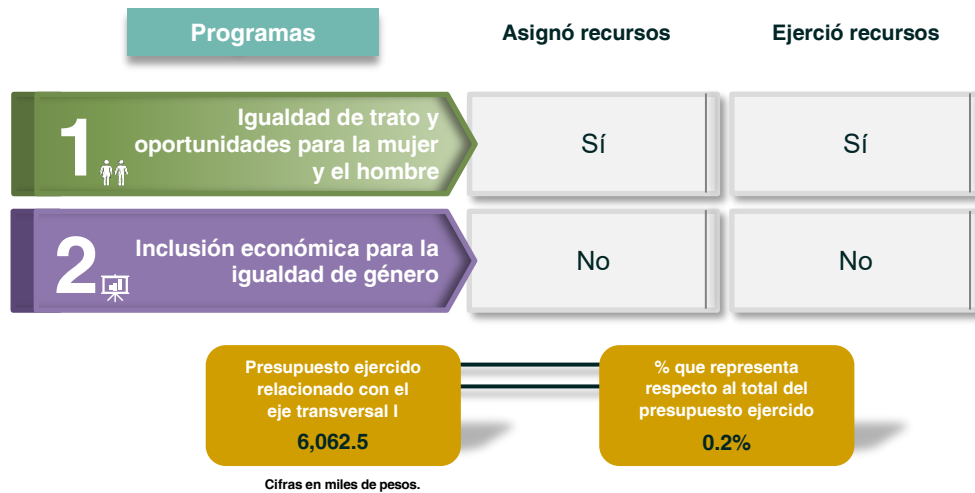 Programas
Asignó recursos
Ejerció recursos
1
Igualdad de trato y
oportunidades para la mujer
y el hombre
Sí
Sí
2
Inclusión económica para la
igualdad de género
No
No
Presupuesto ejercido
relacionado con el
eje transversal I
6,062.5
% que representa
respecto al total del
presupuesto ejercido
0.2%
Cifras en miles de pesos.